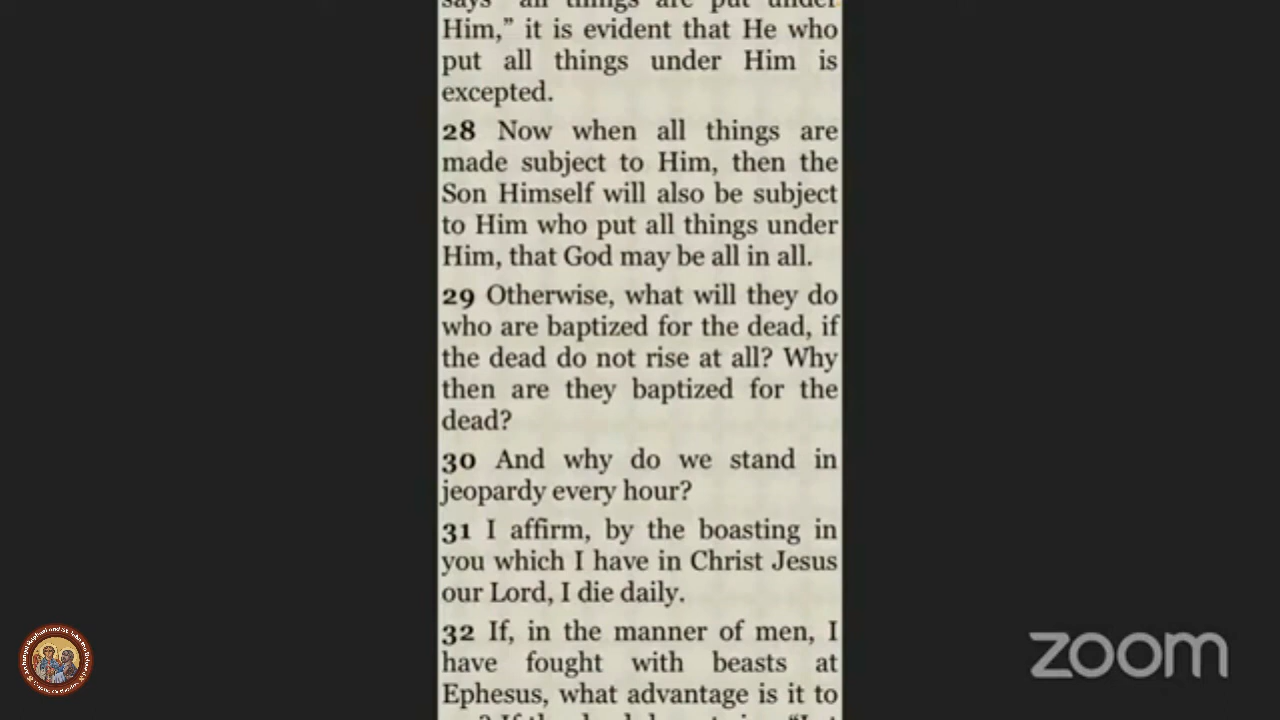 says "all things are put under
Him,” it is evident that He who
put all things under Him is
excepted.
28 Now when all things are
made subject to Him, then the
Son Himself will also be subject
to Him who put all things under
Him, that God may be all in all.
29 Otherwise, what will they do
who are baptized for the dead, if
the dead do not rise at all? Why
then are they baptized for the
dead?
30 And why do we stand in
jeopardy every hour?
31 I affirm, by the boasting in
you which I have in Christ Jesus
our Lord, I die daily.
32 If, in the manner of men, I
have fought with beasts at
Ephesus, what advantage is it to
zoom